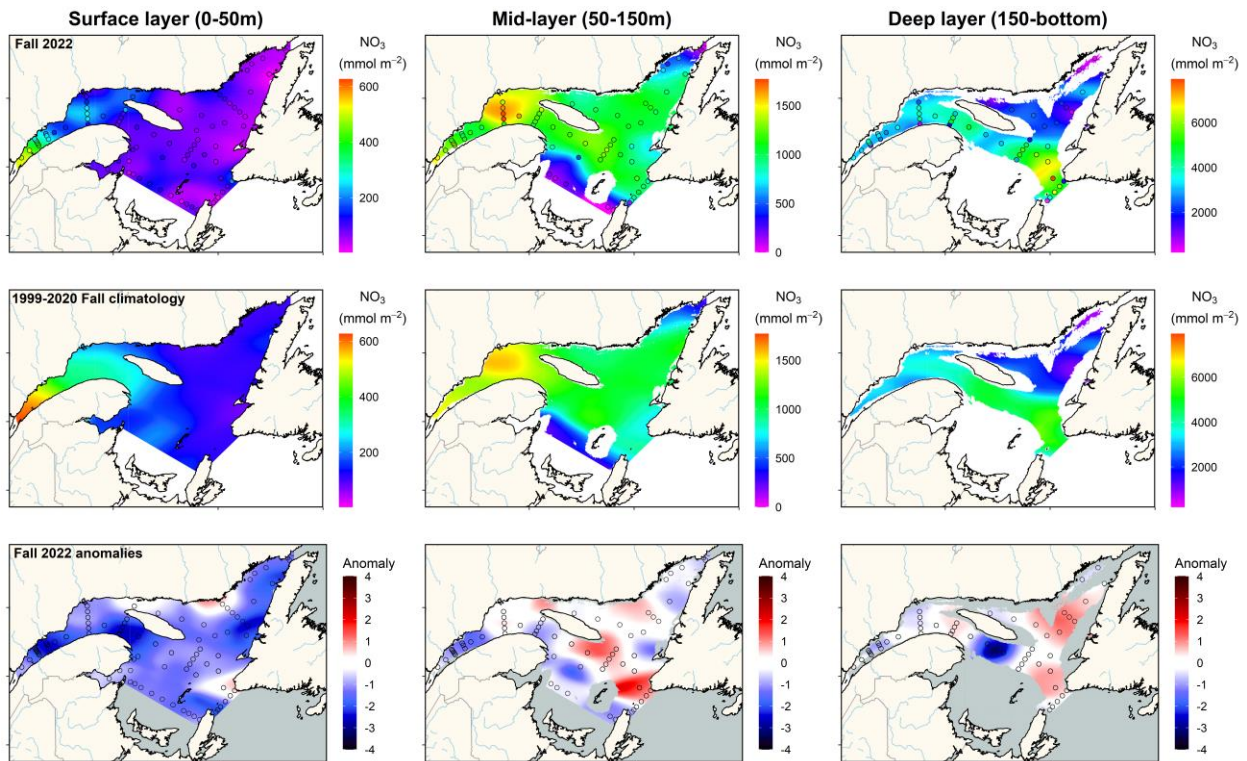 Surface layer (0-50m)
Mid-layer (50-150m)
Deep layer (150-bottom)
Fall 2022
NO₃
(mmol m⁻²)
600
400
200
NO₃
(mmol m⁻²)
1500
1000
500
0
NO₃
(mmol m⁻²)
6000
4000
2000
1999-2020 Fall climatology
NO₃
(mmol m⁻²)
600
400
200
NO₃
(mmol m⁻²)
1500
1000
500
0
NO₃
(mmol m⁻²)
6000
4000
2000
Fall 2022 anomalies
Anomaly
4
3
2
1
0
-1
-2
-3
-4
Anomaly
4
3
2
1
0
-1
-2
-3
-4
Anomaly
4
3
2
1
0
-1
-2
-3
-4